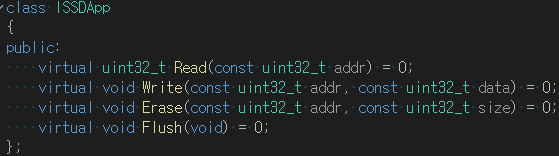 class ISSDApp
{
public:
    virtual uint32_t Read(const uint32_t addr) = 0;
    virtual void Write(const uint32_t addr, const uint32_t data) = 0;
    virtual void Erase(const uint32_t addr, const uint32_t size) = 0;
    virtual void Flush(void) = 0;
};